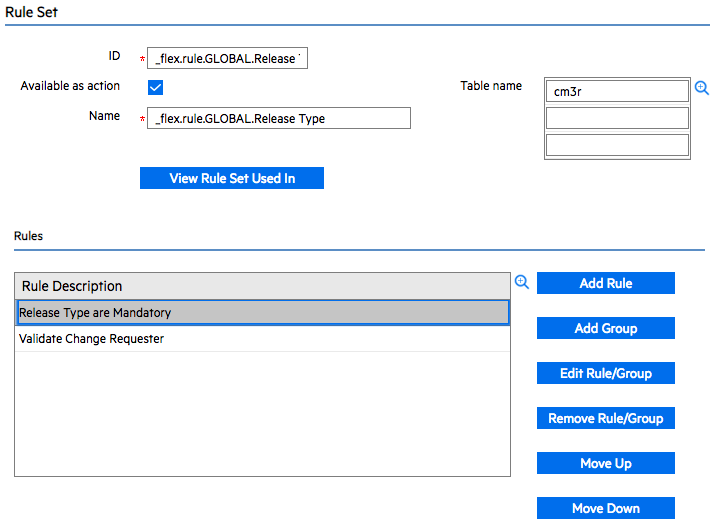 Rule Set
ID * _flex.rule.GLOBAL.Release
Available as action
Table name cm3r
Name * _flex.rule.GLOBAL.Release Type
View Rule Set Used In
Rules
Rule Description
Release Type are Mandatory
Validate Change Requester
Add Rule
Add Group
Edit Rule/Group
Remove Rule/Group
Move Up
Move Down